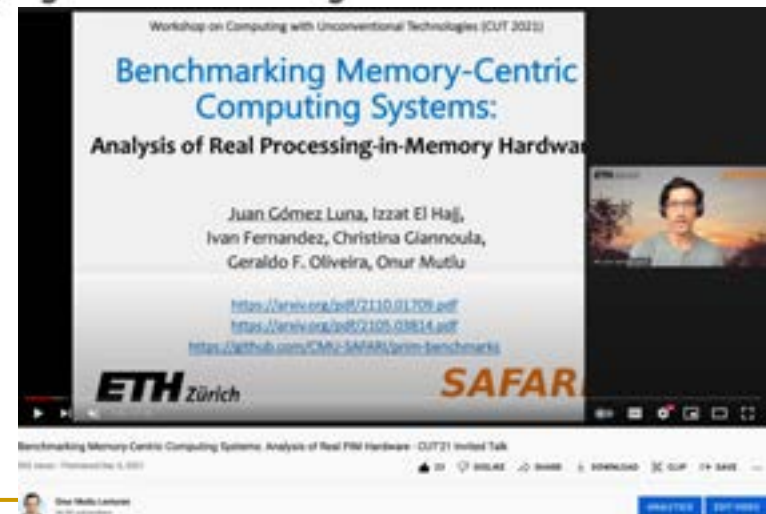 Workshop on Computing with Unconventional Technologies (CUT 2021)
Benchmarking Memory-Centric
Computing Systems:
Analysis of Real Processing-in-Memory Hardwa
Juan Gómez Luna, Izzat El Hajj,
Ivan Fernandez, Christina Giannoula,
Geraldo F. Oliveira, Onur Mutlu
https://arxiv.org/pdf/2110.01709.pdf
https://arxiv.org/pdf/2105.03814.pdf
https://github.com/CMU-SAFARI/prim-benchmarks
ETH Zürich
SAFARI
ETH
Benchmarking Memory-Centric Computing Systems: Analysis of Real PIM Hardware - CUT'21 Invited Talk
DISLIKE SHARE DOWNLOAD CLIP SAVE
Onur Mutlu Lectures
ANALYTICS EDIT VIDEO